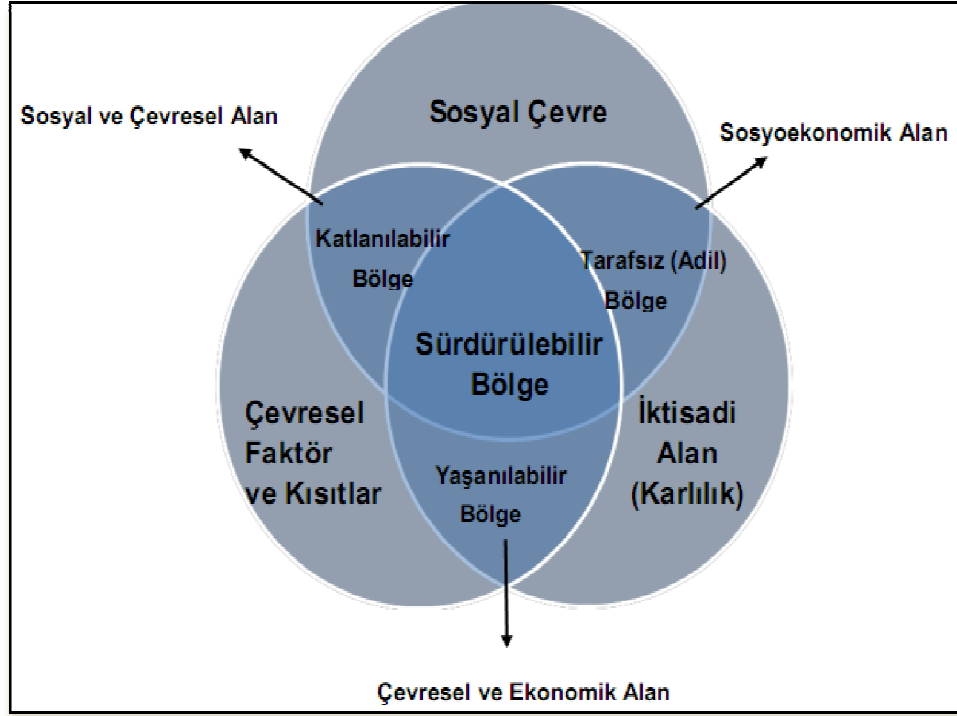 Sosyal Çevre
Sosyal ve Çevresel Alan
Sosyoekonomik Alan
Katlanılabilir
Bölge
Tarafsız (Adil)
Bölge
Sürdürülebilir
Bölge
Çevresel
Faktör
ve Kısıtlar
İktisadi
Alan
(Karlılık)
Yaşanılabilir
Bölge
Çevresel ve Ekonomik Alan